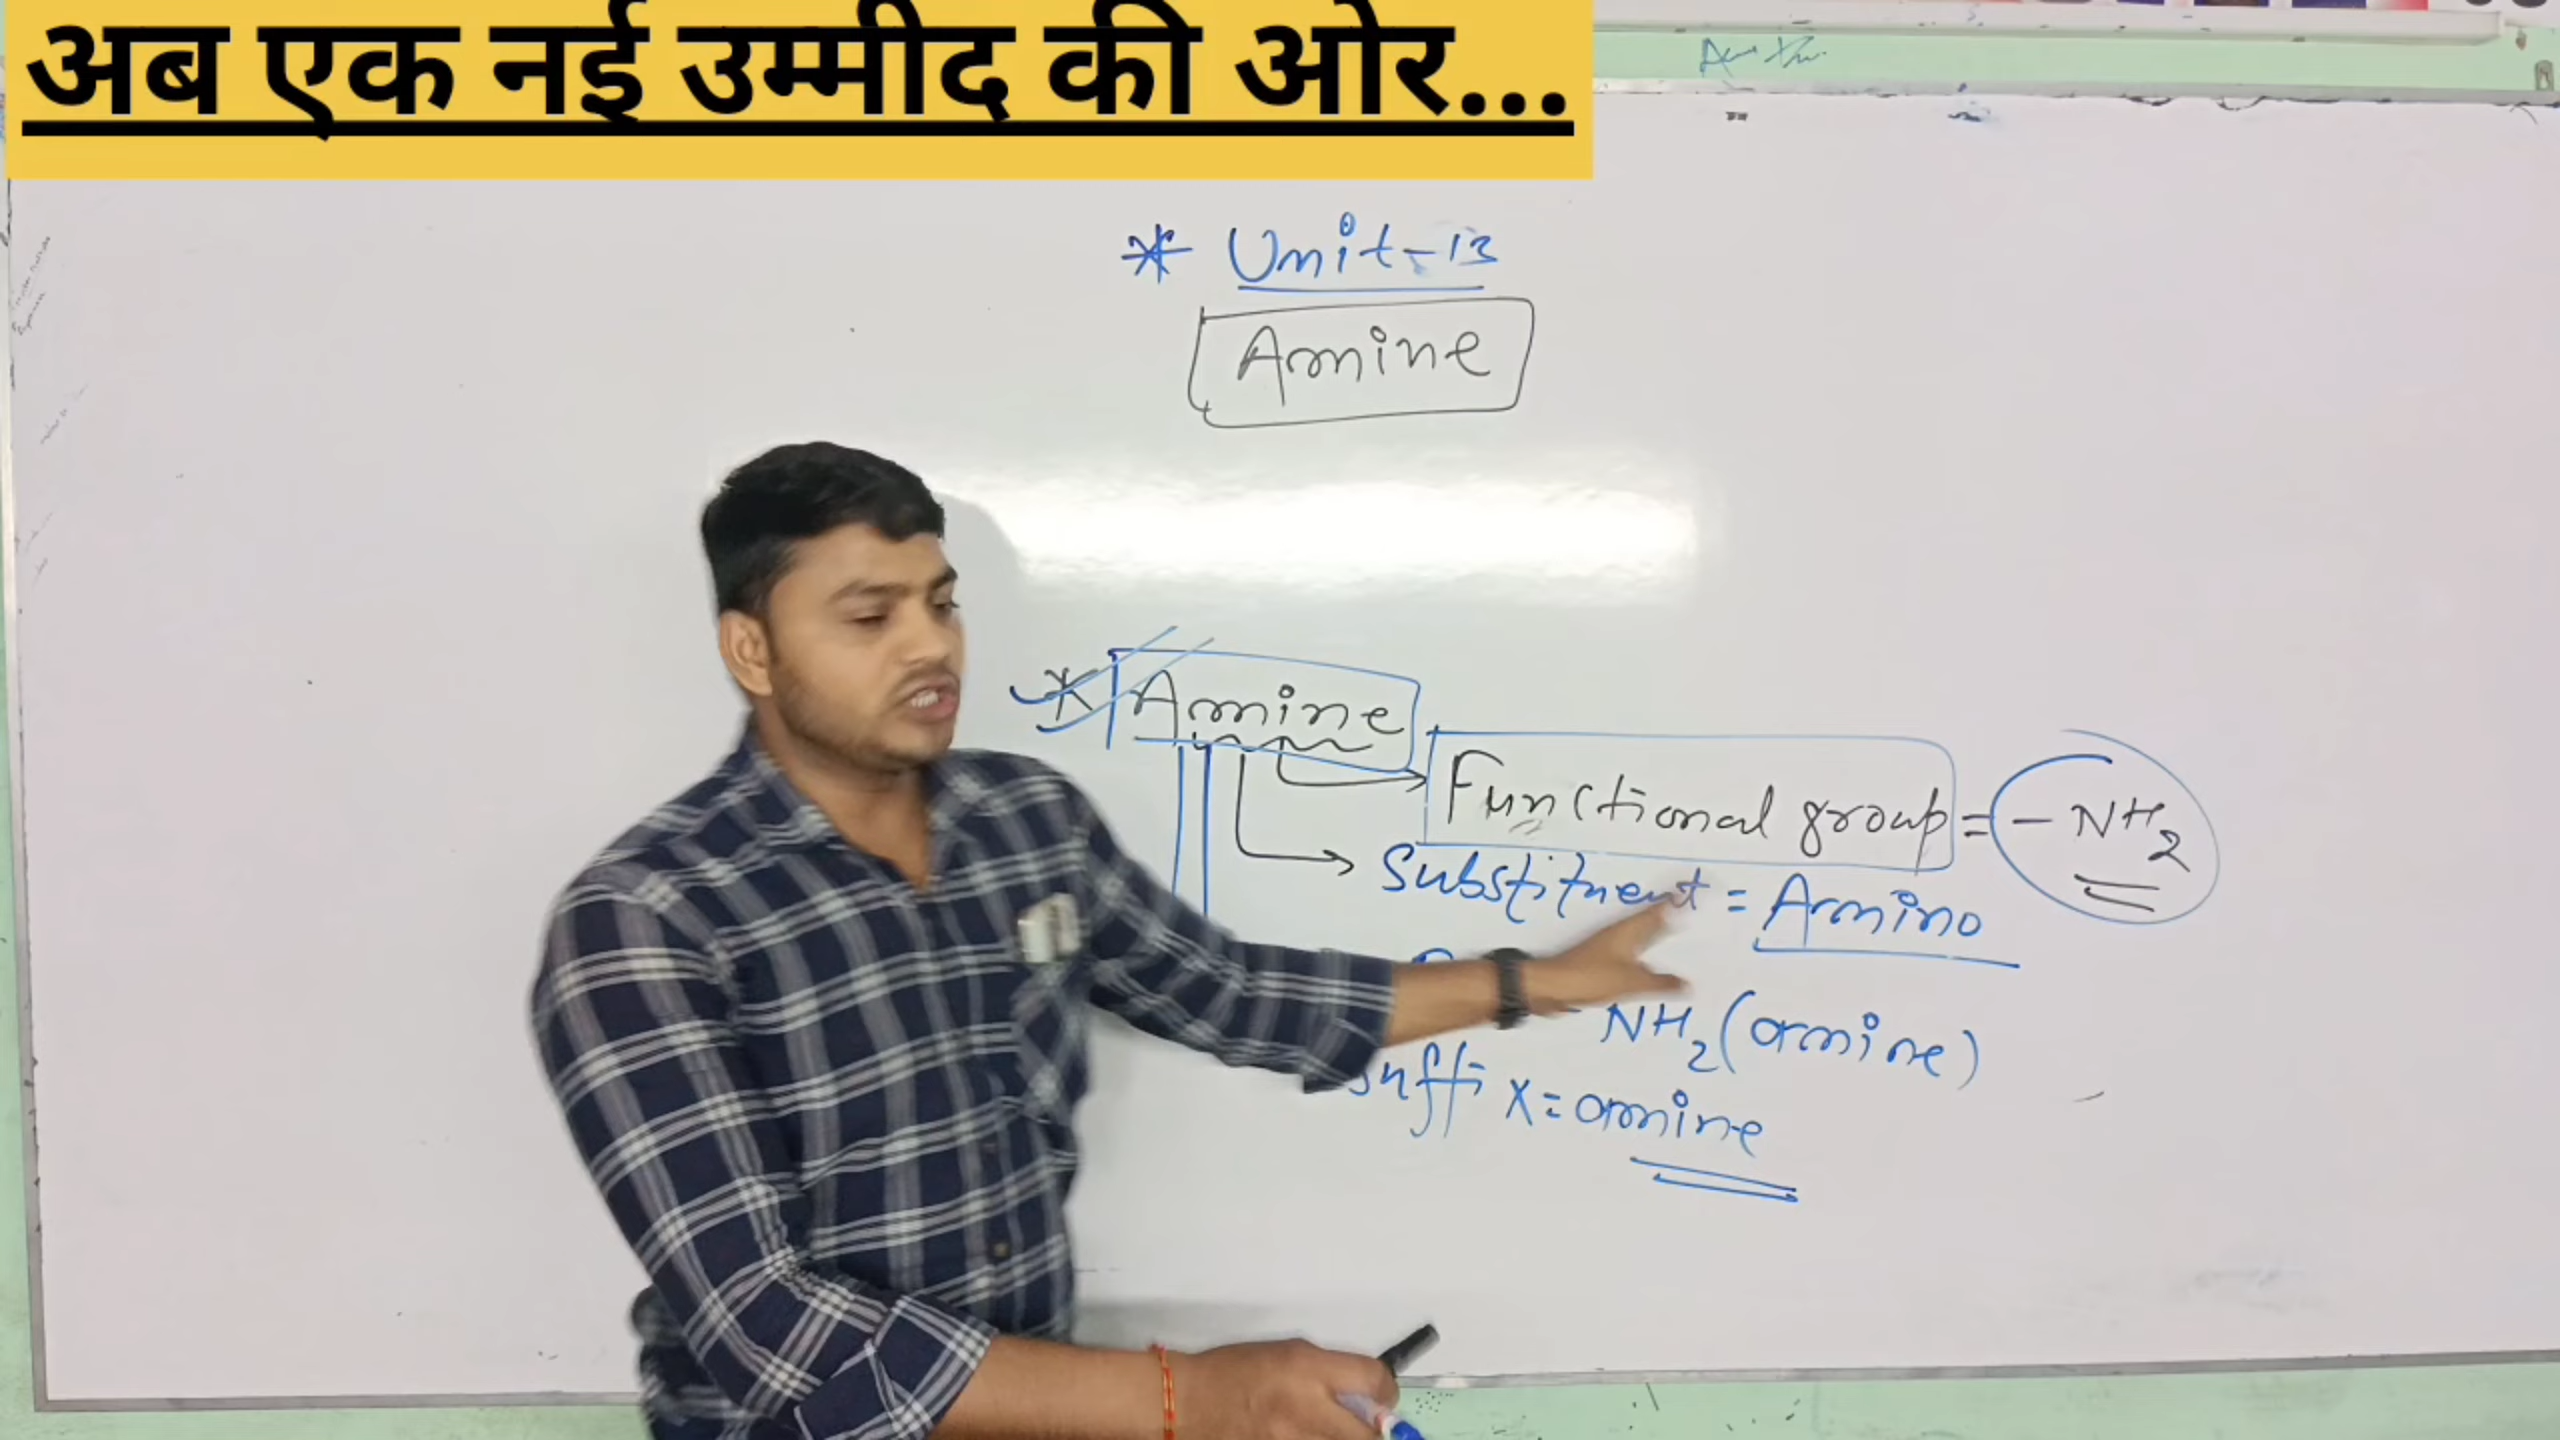 अब एक नई उम्मीद की ओर...
* Unit-13
Amine
* Amine
Functional group = - NH2
Substituent = Amino
NH2 (amine)
suffix = amine